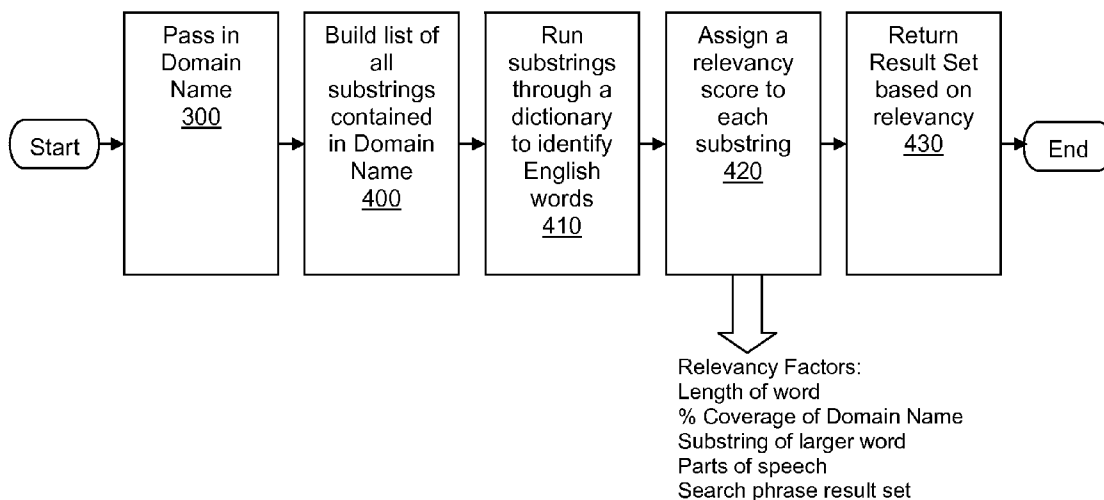 Start
Pass in
Domain
Name
300
Build list of
all
substrings
contained
in Domain
Name
400
Run
substrings
through a
dictionary
to identify
English
words
410
Assign a
relevancy
score to
each
substring
420
Return
Result Set
based on
relevancy
430
End
Relevancy Factors:
Length of word
% Coverage of Domain Name
Substring of larger word
Parts of speech
Search phrase result set